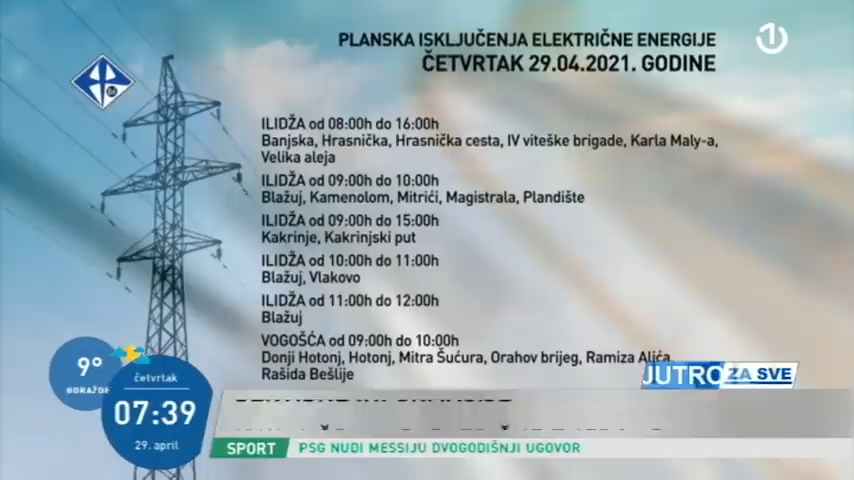 PLANSKA ISKLJUČENJA ELEKTRIČNE ENERGIJE
ČETVRTAK 29.04.2021. GODINE
1
ILIDŽA od 08:00h do 16:00h
Banjska, Hrasnička, Hrasnička cesta, IV viteške brigade, Karla Maly-a,
Velika aleja
ILIDŽA od 09:00h do 10:00h
Blažuj, Kamenolom, Mitrići, Magistrala, Plandište
ILIDŽA od 09:00h do 15:00h
Kakrinje, Kakrinjski put
ILIDŽA od 10:00h do 11:00h
Blažuj, Vlakovo
ILIDŽA od 11:00h do 12:00h
Blažuj
VOGOŠĆA od 09:00h do 10:00h
Donji Hotonj, Hotonj, Mitra Šućura, Orahov brijeg, Ramiza Alića,
Rašida Bešlije
9°
GORAŽDE
četvrtak
07:39
29. april
JUTRO ZA SVE
SPORT PSG NUDI MESSIJU DVOGODIŠNJI UGOVOR